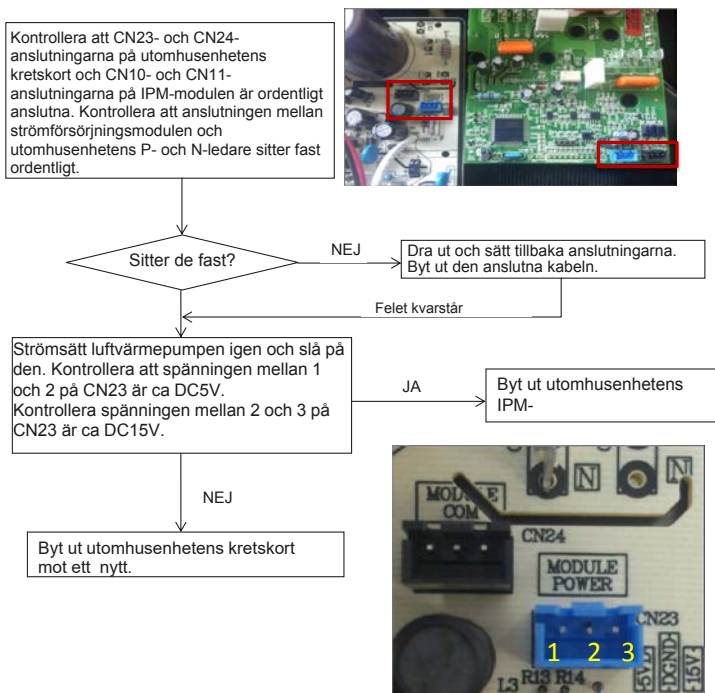 Kontrollera att CN23- och CN24-
anslutningarna på utomhusenhetens
kretskort och CN10- och CN11-
anslutningarna på IPM-modulen är ordentligt
anslutna. Kontrollera att anslutningen mellan
strömförsörjningsmodulen och
utomhusenhetens P- och N-ledare sitter fast
ordentligt.
Sitter de fast?
NEJ
Dra ut och sätt tillbaka anslutningarna.
Byt ut den anslutna kabeln.
Felet kvarstår
Strömsätt luftvärmepumpen igen och slå på
den. Kontrollera att spänningen mellan 1
och 2 på CN23 är ca DC5V.
Kontrollera spänningen mellan 2 och 3 på
CN23 är ca DC15V.
JA
Byt ut utomhusenhetens
IPM-
NEJ
Byt ut utomhusenhetens kretskort
mot ett nytt.
N
N
MODULE
COM
CN24
MODULE
POWER
CN23
1 2 3
L3
R13 R14
5V
DGND
15V